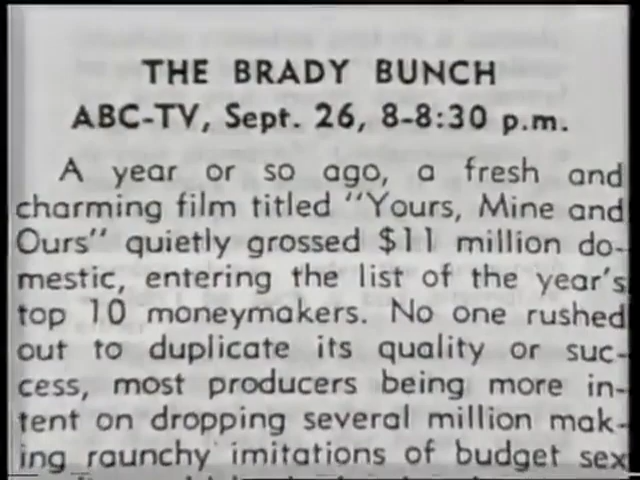 THE BRADY BUNCH
ABC-TV, Sept. 26, 8-8:30 p.m.
A year or so ago, a fresh and
charming film titled "Yours, Mine and
Ours" quietly grossed $11 million do-
mestic, entering the list of the year's
top 10 moneymakers. No one rushed
out to duplicate its quality or suc-
cess, most producers being more in-
tent on dropping several million mak-
ing raunchy imitations of budget sex